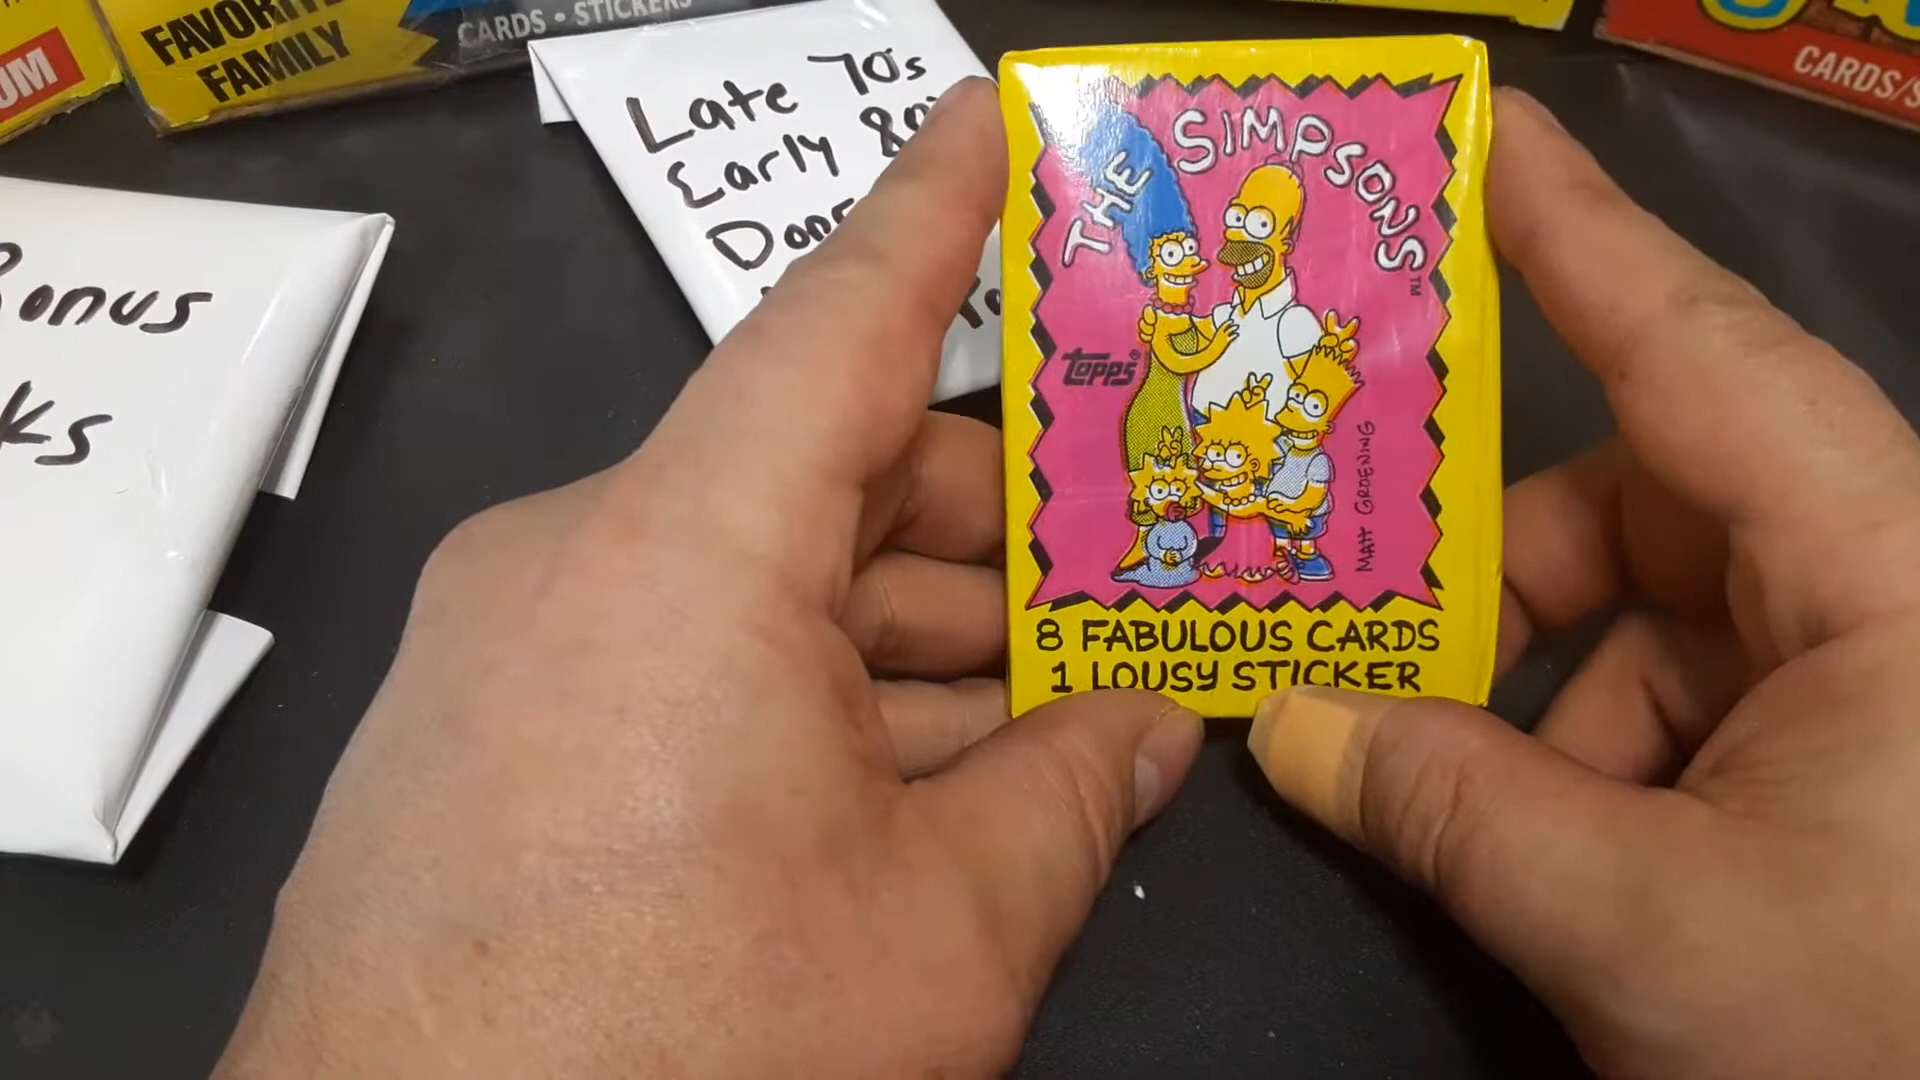 FAVORITE
FAMILY
UM
CARDS • STICKERS
CARDS/S
Late 70s
Early 80
Bonus
ks
THE SIMPSONS™
topps®
MATT GROENING
8 FABULOUS CARDS
1 LOUSY STICKER